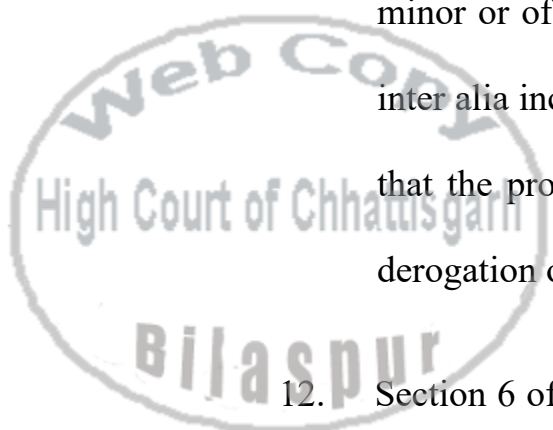 minor or of
Web Copy
inter alia inc
High Court of Chhattisgarh
that the pro
derogation o
Bilaspur
12. Section 6 of